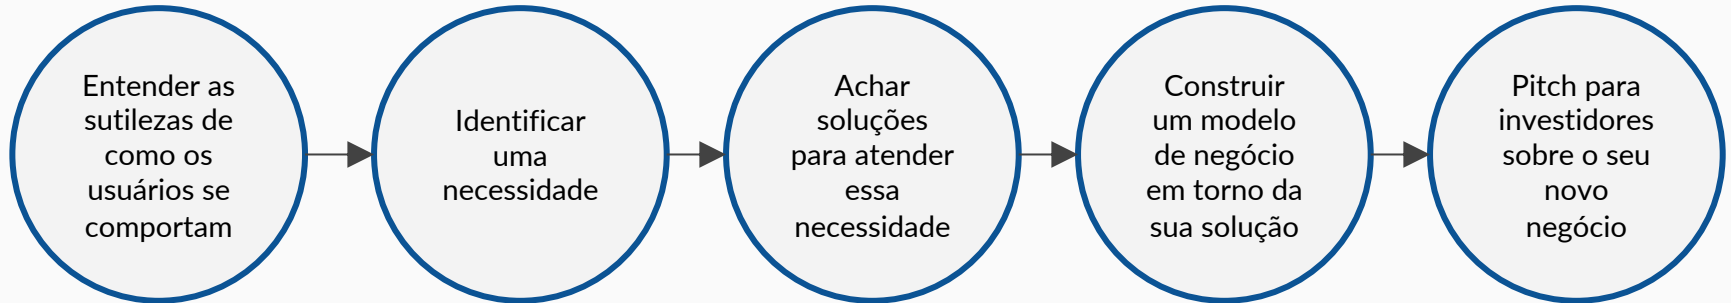 Entender as
sutilezas de
como os
usuários se
comportam
Identificar
uma
necessidade
Achar
soluções
para atender
essa
necessidade
Construir
um modelo
de negócio
em torno da
sua solução
Pitch para
investidores
sobre o seu
novo
negócio